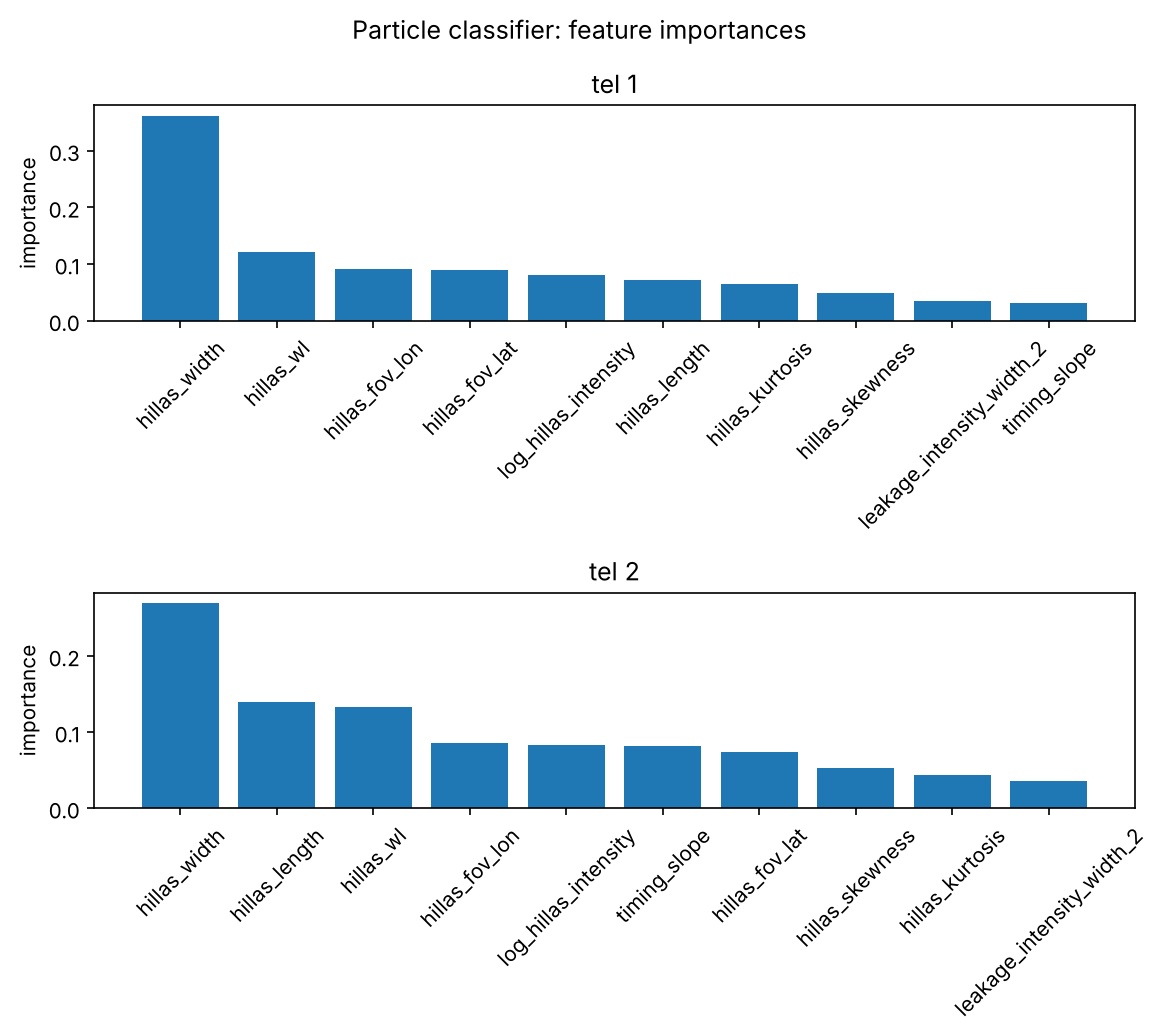 Particle classifier: feature importances
tel 1
importance
0.3
0.2
0.1
0.0
hillas_width
hillas_wl
hillas_fov_lon
hillas_fov_lat
log_hillas_intensity
hillas_length
hillas_kurtosis
hillas_skewness
leakage_intensity_width_2
timing_slope
tel 2
importance
0.2
0.1
0.0
hillas_width
hillas_length
hillas_wl
hillas_fov_lon
log_hillas_intensity
timing_slope
hillas_fov_lat
hillas_skewness
hillas_kurtosis
leakage_intensity_width_2